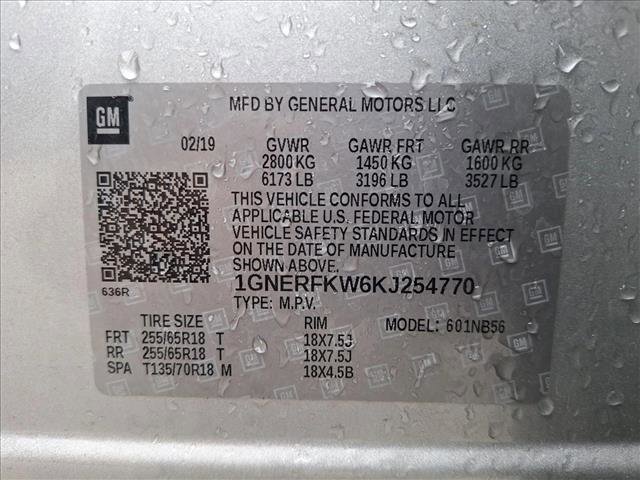 GM
MFD BY GENERAL MOTORS LLC
02/19 GVWR GAWR FRT GAWR RR
2800 KG 1450 KG 1600 KG
6173 LB 3196 LB 3527 LB
THIS VEHICLE CONFORMS TO ALL
APPLICABLE U.S. FEDERAL MOTOR
VEHICLE SAFETY STANDARDS IN EFFECT
ON THE DATE OF MANUFACTURE
SHOWN ABOVE.
636R
1GNERFKW6KJ254770
TYPE: M.P.V.
TIRE SIZE RIM MODEL: 601NB56
FRT 255/65R18 T 18X7.5J
RR 255/65R18 T 18X7.5J
SPA T135/70R18 M 18X4.5B